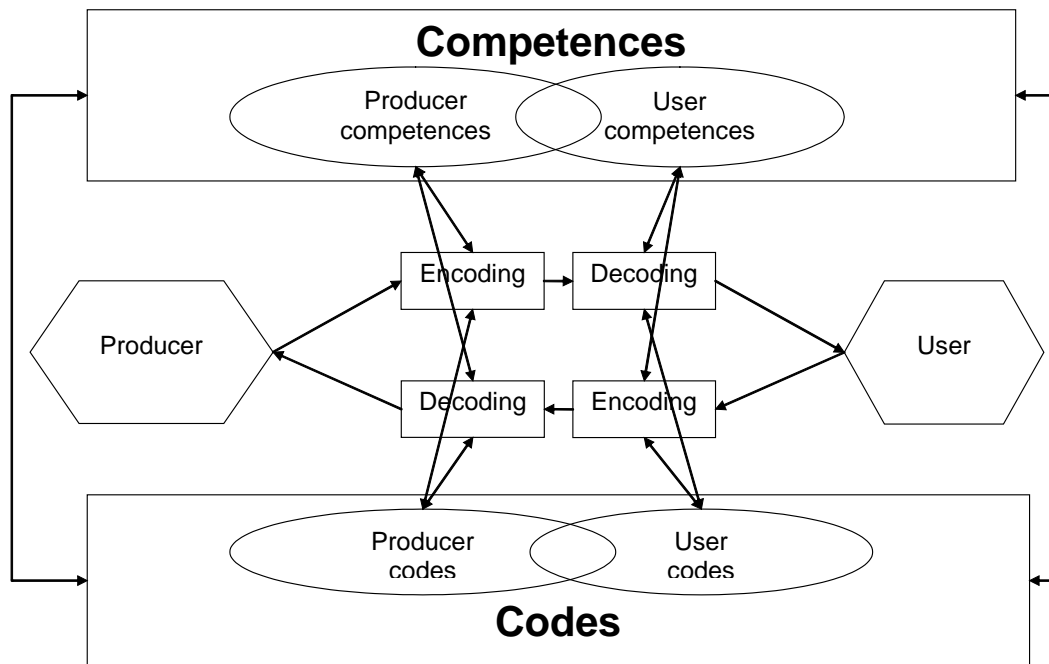 Competences
Producer
competences
User
competences
Encoding
Decoding
Producer
User
Decoding
Encoding
Producer
codes
User
codes
Codes